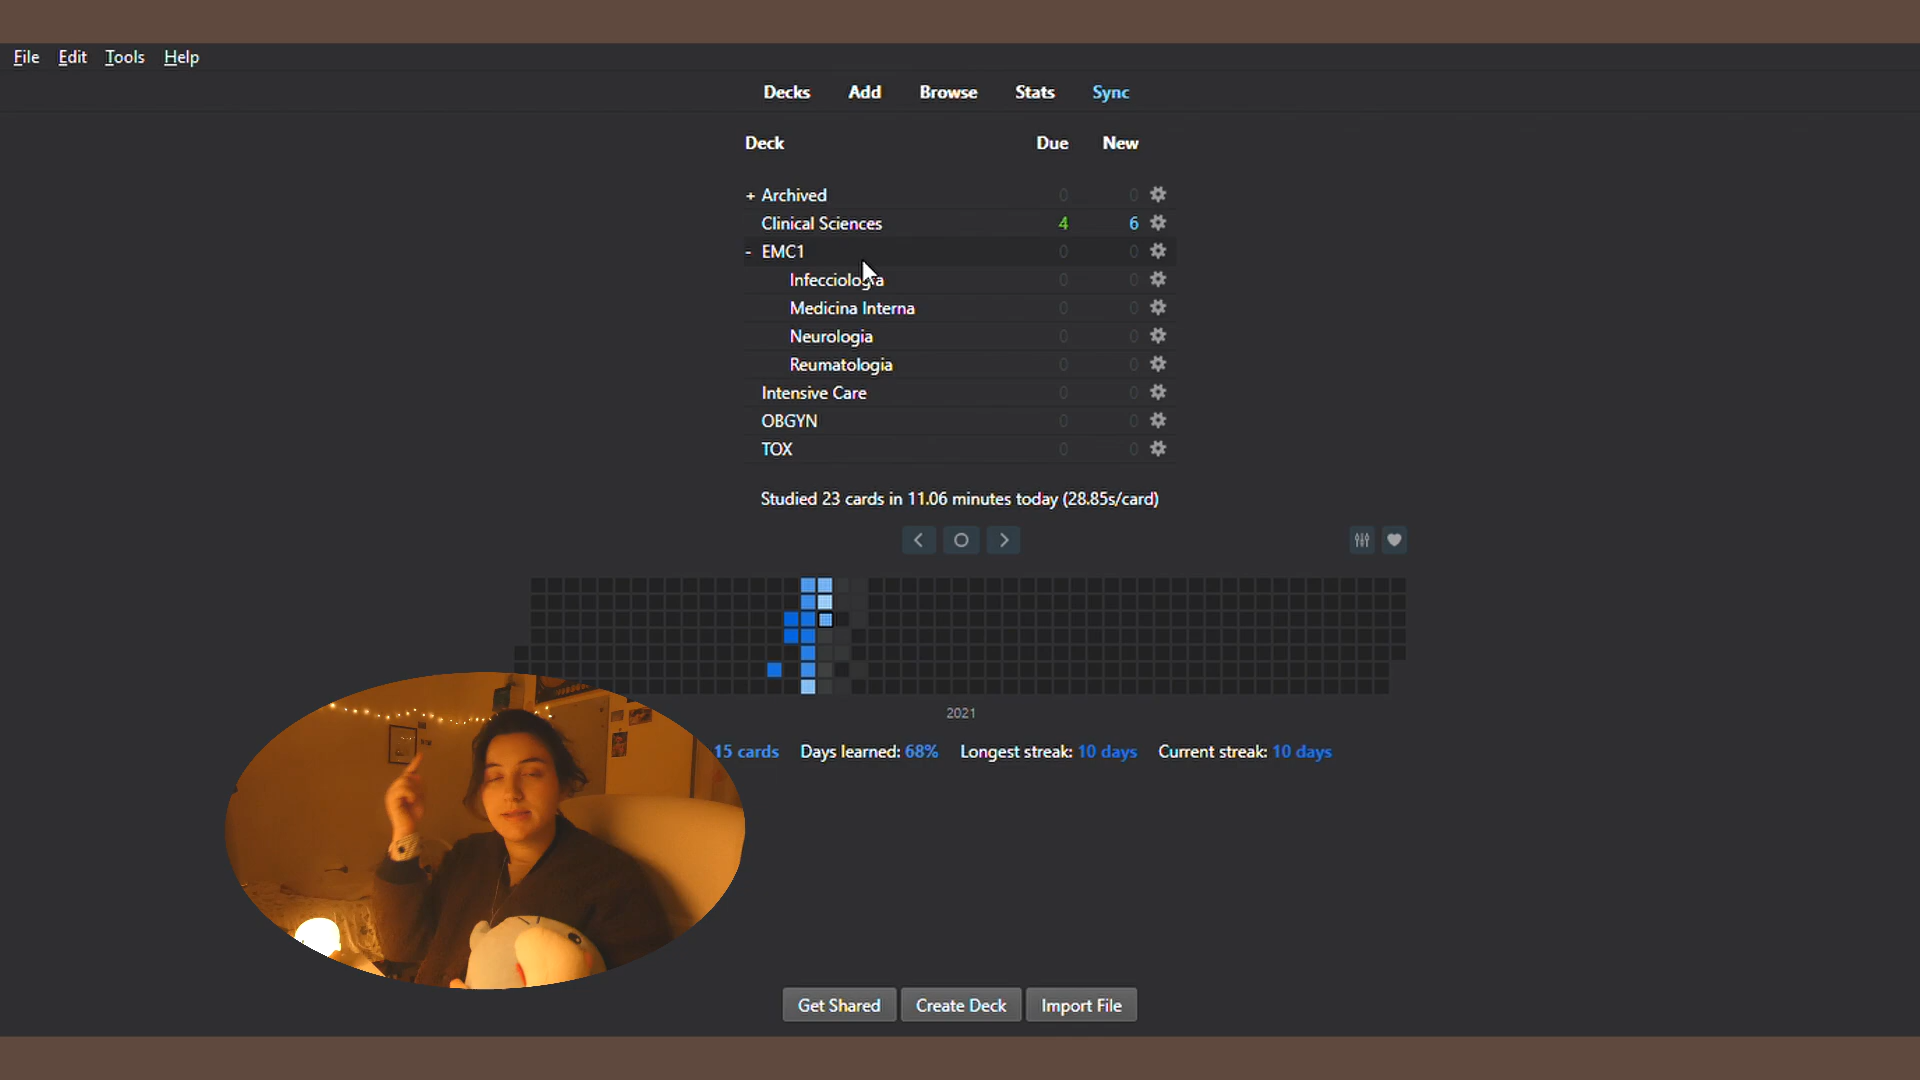 File Edit Tools Help
Decks Add Browse Stats Sync
Deck Due New
+ Archived 0 0
Clinical Sciences 4 6
- EMC1 0 0
Infecciologia 0 0
Medicina Interna 0 0
Neurologia 0 0
Reumatologia 0 0
Intensive Care 0 0
OBGYN 0 0
TOX 0 0
Studied 23 cards in 11.06 minutes today (28.85s/card)
2021
15 cards Days learned: 68% Longest streak: 10 days Current streak: 10 days
Get Shared Create Deck Import File